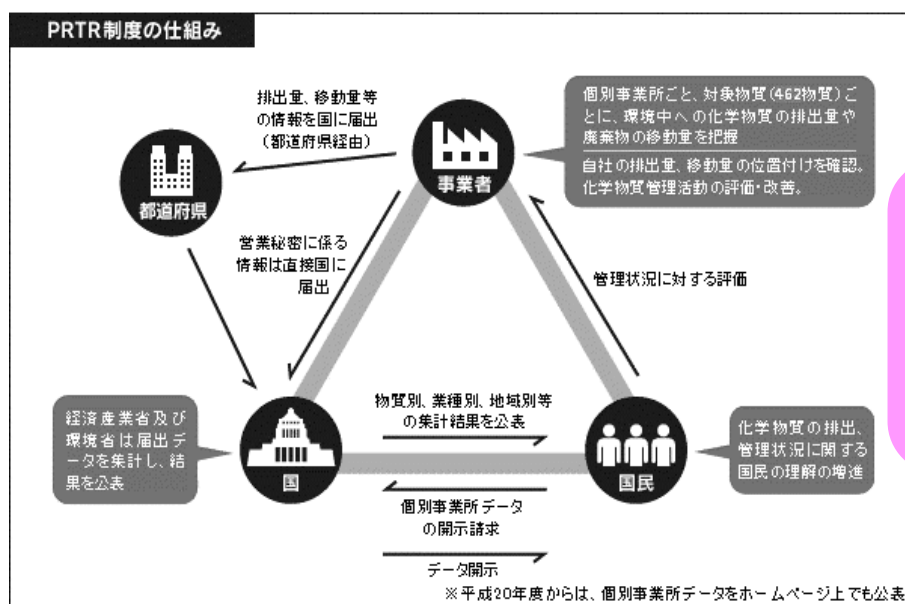 PRTR制度の仕組み
排出量、移動量等
の情報を国に届出
(都道府県経由)
個別事業所ごと、対象物質(462物質)ご
とに、環境中への化学物質の排出量や
廃棄物の移動量を把握
自社の排出量、移動量の位置付けを確認。
化学物質管理活動の評価・改善。
事業者
都道府県
営業秘密に係る
情報は直接国に
届出
管理状況に対する評価
経済産業省及び
環境省は届出デ
ータを集計し、結
果を公表
国
物質別、業種別、地域別等
の集計結果を公表
国民
化学物質の排出、
管理状況に関する
国民の理解の増進
個別事業所データ
の開示請求
データ開示
※平成20年度からは、個別事業所データをホームページ上でも公表